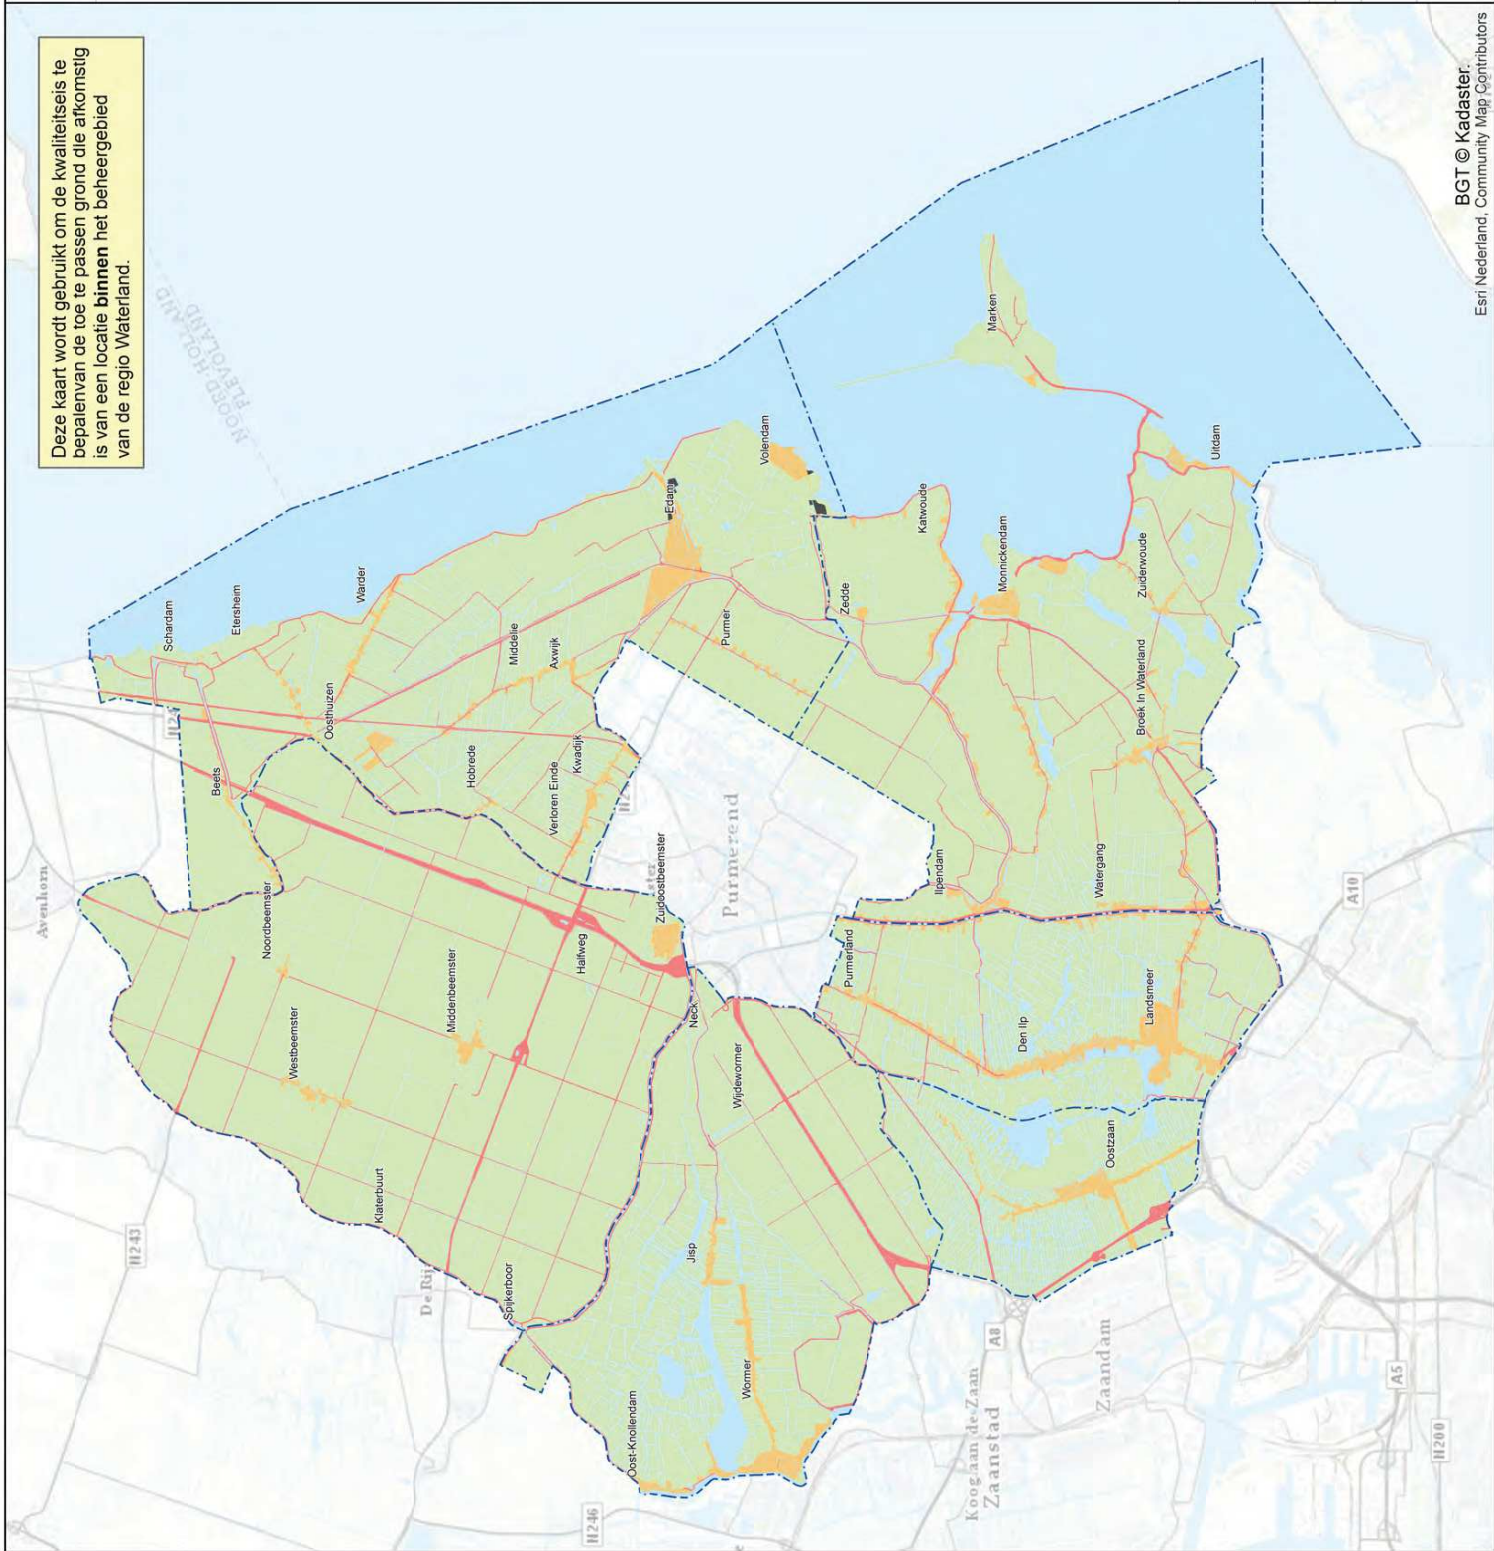 Deze kaart wordt gebruikt om de kwaliteitseis te
bepalenvan de toe te passen grond die afkomstig
is van een locatie binnen het beheergebied
van de regio Waterland.
NOORD-HOLLAND
FLEVOLAND
Avenhorn
N243
Schardam
Etersheim
Warder
Beets
Oosthuizen
Middelie
Axwijk
Hobrede
Verloren Einde
Kwadijk
Edam
Volendam
Purmer
Zedde
Katwoude
Monnickendam
Marken
Uitdam
Zuiderwoude
Broek In Waterland
Noordbeemster
Westbeemster
Middenbeemster
Klaterbuurt
Halfweg
Zuidoostbeemster
Purmerend
Spijkerboor
Neck
Wijdewormer
Jisp
Wormer
Oost-Knollendam
N246
Purmerland
Ilpendam
Watergang
Den Ilp
Landsmeer
Oostzaan
Koog aan de Zaan
Zaanstad
Zaandam
A8
A10
A5
N200
BGT © Kadaster.
Esri Nederland, Community Map Contributors